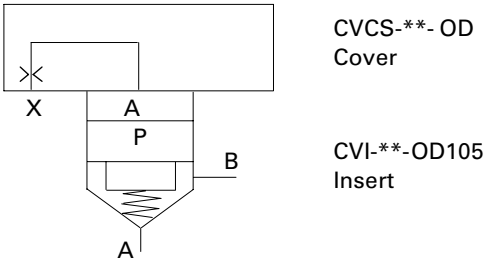 CVCS-**- OD
Cover
X
A
P
B
CVI-**-OD105
Insert
A